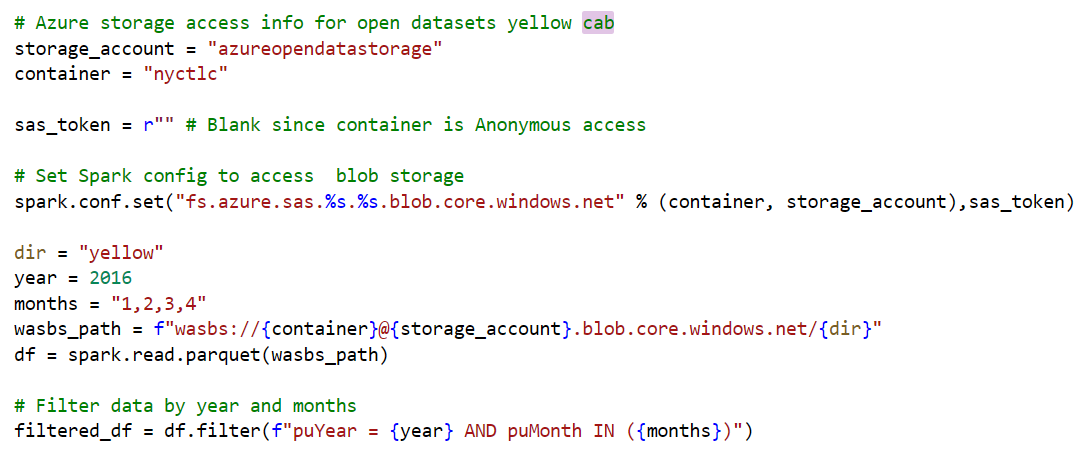 # Azure storage access info for open datasets yellow cab
storage_account = "azureopendatastorage"
container = "nyctlc"
sas_token = r"" # Blank since container is Anonymous access
# Set Spark config to access  blob storage
spark.conf.set("fs.azure.sas.%s.%s.blob.core.windows.net" % (container, storage_account),sas_token)
dir = "yellow"
year = 2016
months = "1,2,3,4"
wasbs_path = f"wasbs://{container}@{storage_account}.blob.core.windows.net/{dir}"
df = spark.read.parquet(wasbs_path)
# Filter data by year and months
filtered_df = df.filter(f"puYear = {year} AND puMonth IN ({months})")